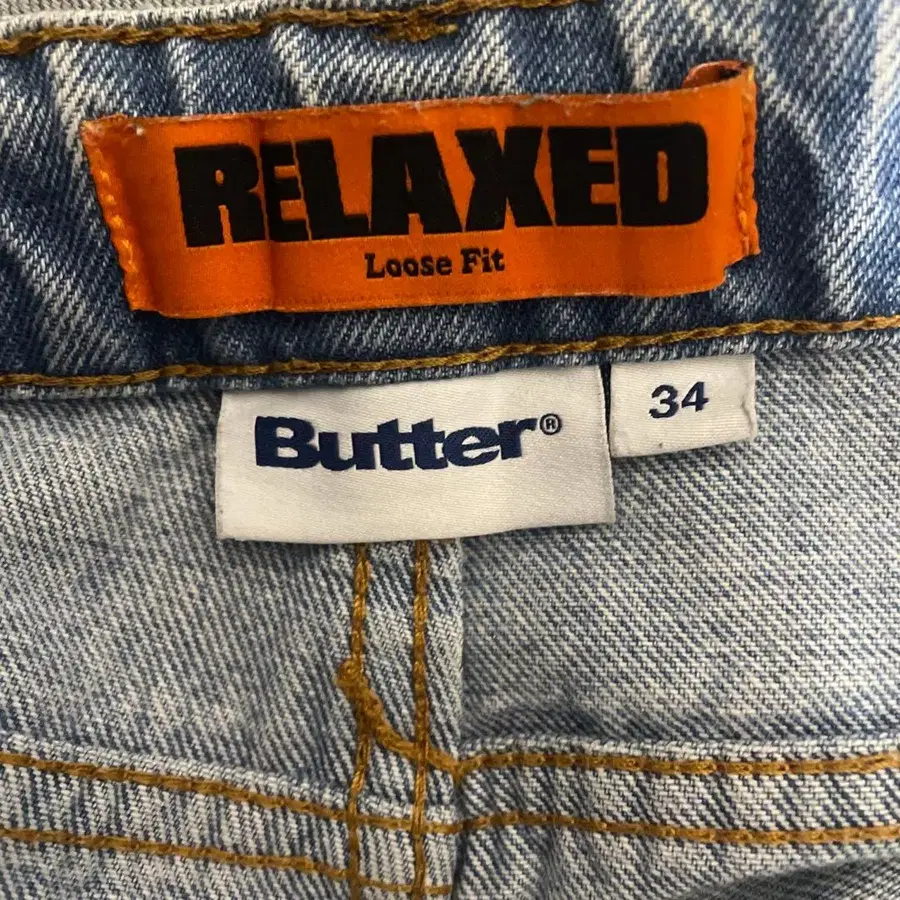 RELAXED
Loose Fit
Butter®
34